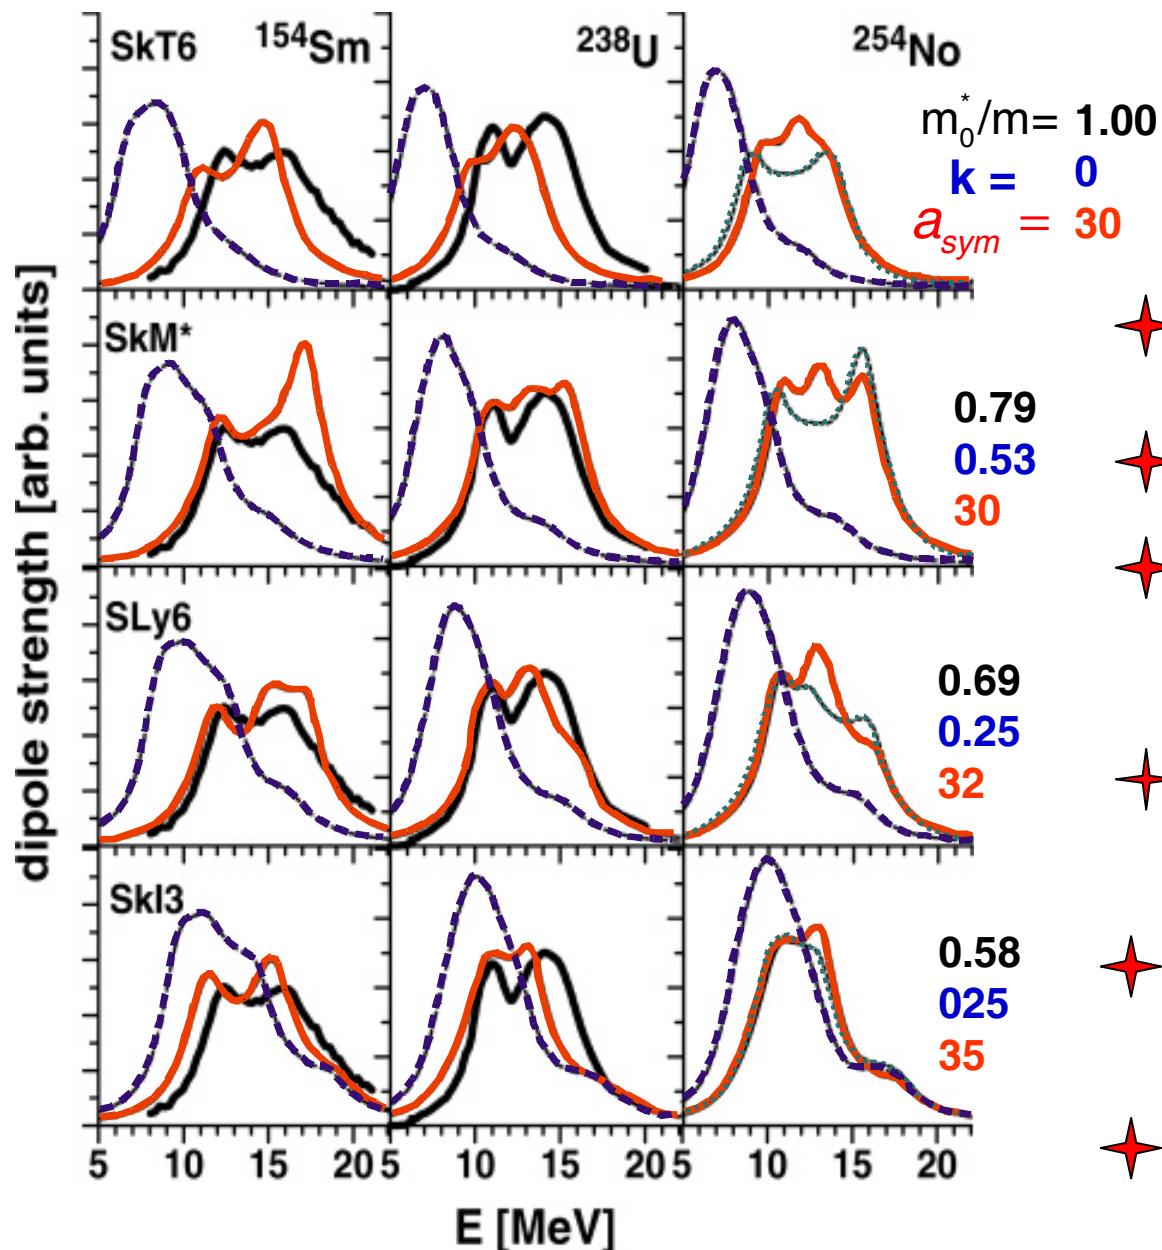 SkT6 ¹⁵⁴Sm ²³⁸U ²⁵⁴No
m*₀/m= 1.00
k = 0
a_sym = 30
SkM*
0.79
0.53
30
SLy6
0.69
0.25
32
SkI3
0.58
025
35
dipole strength [arb. units]
5 10 15 20 5 10 15 20 5 10 15 20
E [MeV]